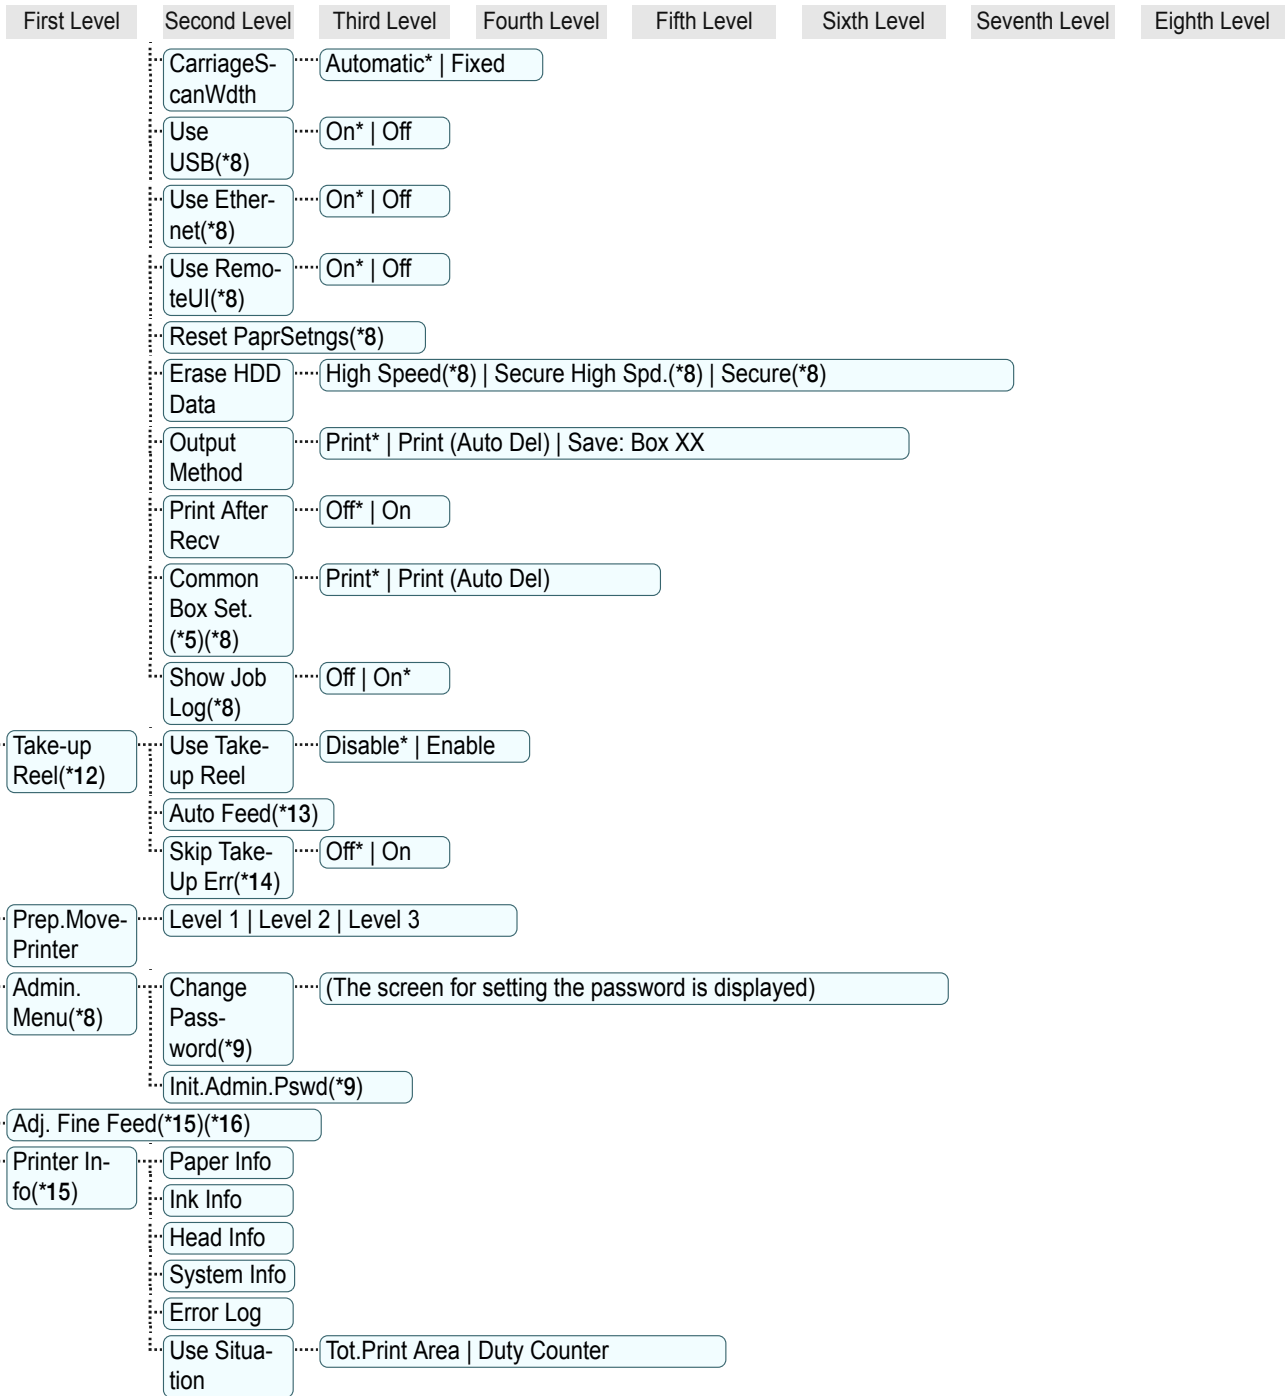 First Level Second Level Third Level Fourth Level Fifth Level Sixth Level Seventh Level Eighth Level
CarriageS- Automatic* | Fixed
canWdth
Use On* | Off
USB(*8)
Use Ether- On* | Off
net(*8)
Use Remo- On* | Off
teUI(*8)
Reset PaprSetngs(*8)
Erase HDD High Speed(*8) | Secure High Spd.(*8) | Secure(*8)
Data
Output Print* | Print (Auto Del) | Save: Box XX
Method
Print After Off* | On
Recv
Common Print* | Print (Auto Del)
Box Set.
(*5)(*8)
Show Job Off | On*
Log(*8)
Take-up Use Take- Disable* | Enable
Reel(*12) up Reel
Auto Feed(*13)
Skip Take- Off* | On
Up Err(*14)
Prep.Move- Level 1 | Level 2 | Level 3
Printer
Admin. Change (The screen for setting the password is displayed)
Menu(*8) Pass-
word(*9)
Init.Admin.Pswd(*9)
Adj. Fine Feed(*15)(*16)
Printer In- Paper Info
fo(*15) Ink Info
Head Info
System Info
Error Log
Use Situa- Tot.Print Area | Duty Counter
tion